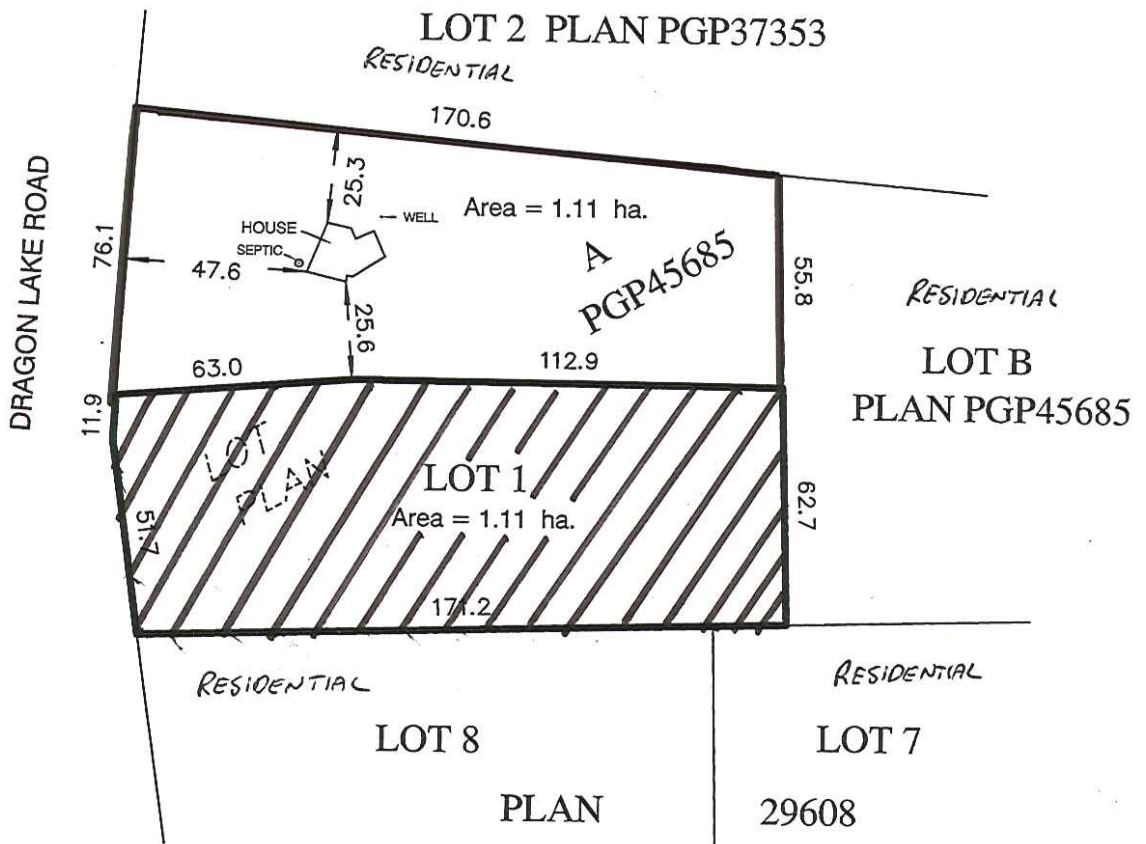 LOT 2 PLAN PGP37353
RESIDENTIAL
170.6
DRAGON LAKE ROAD
76.1
25.3
WELL
Area = 1.11 ha.
HOUSE
SEPTIC
47.6
A
PGP45685
55.8
RESIDENTIAL
25.6
LOT B
63.0
112.9
PLAN PGP45685
11.9
LOT
PLAN
LOT 1
Area = 1.11 ha.
51.7
62.7
171.2
RESIDENTIAL
RESIDENTIAL
LOT 8
LOT 7
PLAN
29608